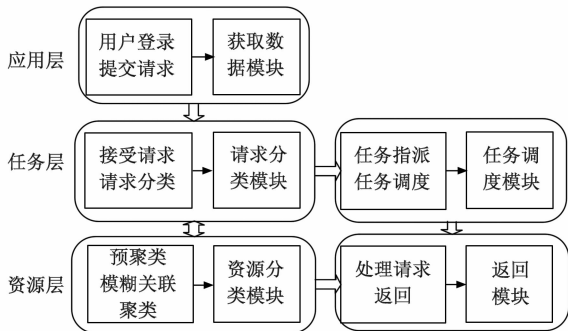 应用层
用户登录
提交请求
获取数
据模块
任务层
接受请求
请求分类
请求分
类模块
任务指派
任务调度
任务调
度模块
资源层
预聚类
模糊关联
聚类
资源分
类模块
处理请求
返回
返回
模块